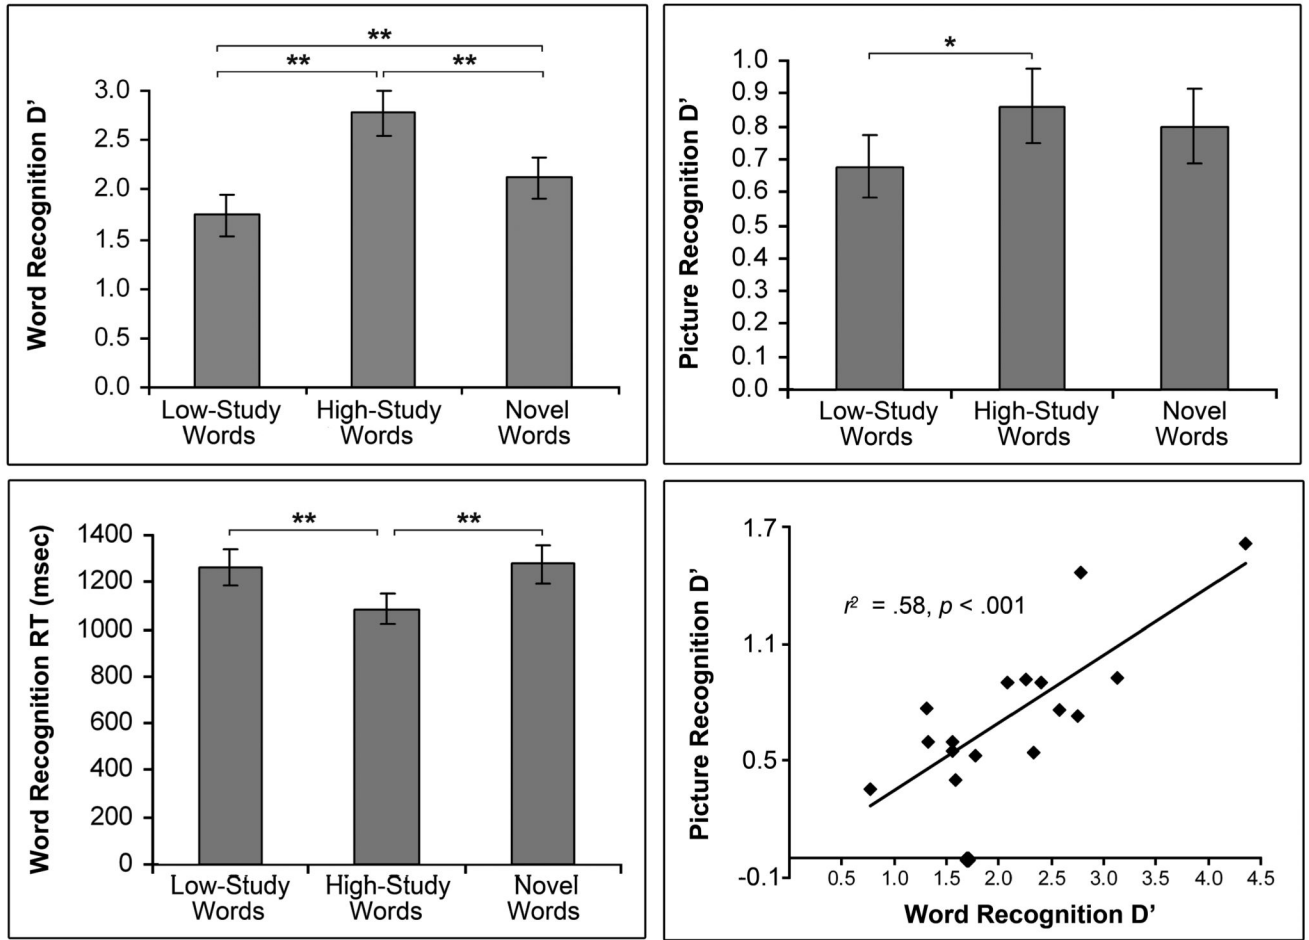 Word Recognition D’
**
**
**
3.0
2.5
2.0
1.5
1.0
0.5
0.0
Low-Study
Words
High-Study
Words
Novel
Words
Picture Recognition D’
*
1.0
0.9
0.8
0.7
0.6
0.5
0.4
0.3
0.2
0.1
0.0
Low-Study
Words
High-Study
Words
Novel
Words
Word Recognition RT (msec)
**
**
1400
1200
1000
800
600
400
200
0
Low-Study
Words
High-Study
Words
Novel
Words
Picture Recognition D’
1.7
1.1
0.5
-0.1
r² = .58, p < .001
0.5 1.0 1.5 2.0 2.5 3.0 3.5 4.0 4.5
Word Recognition D’